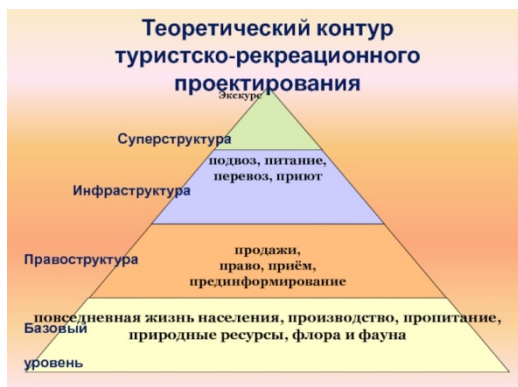 Теоретический контур
туристско-рекреационного
проектирования
Экскурс
Суперструктура
подвоз, питание,
перевоз, приют
Инфраструктура
продажи,
право, приём,
прединформирование
Правоструктура
повседневная жизнь населения, производство, пропитание,
природные ресурсы, флора и фауна
Базовый
уровень